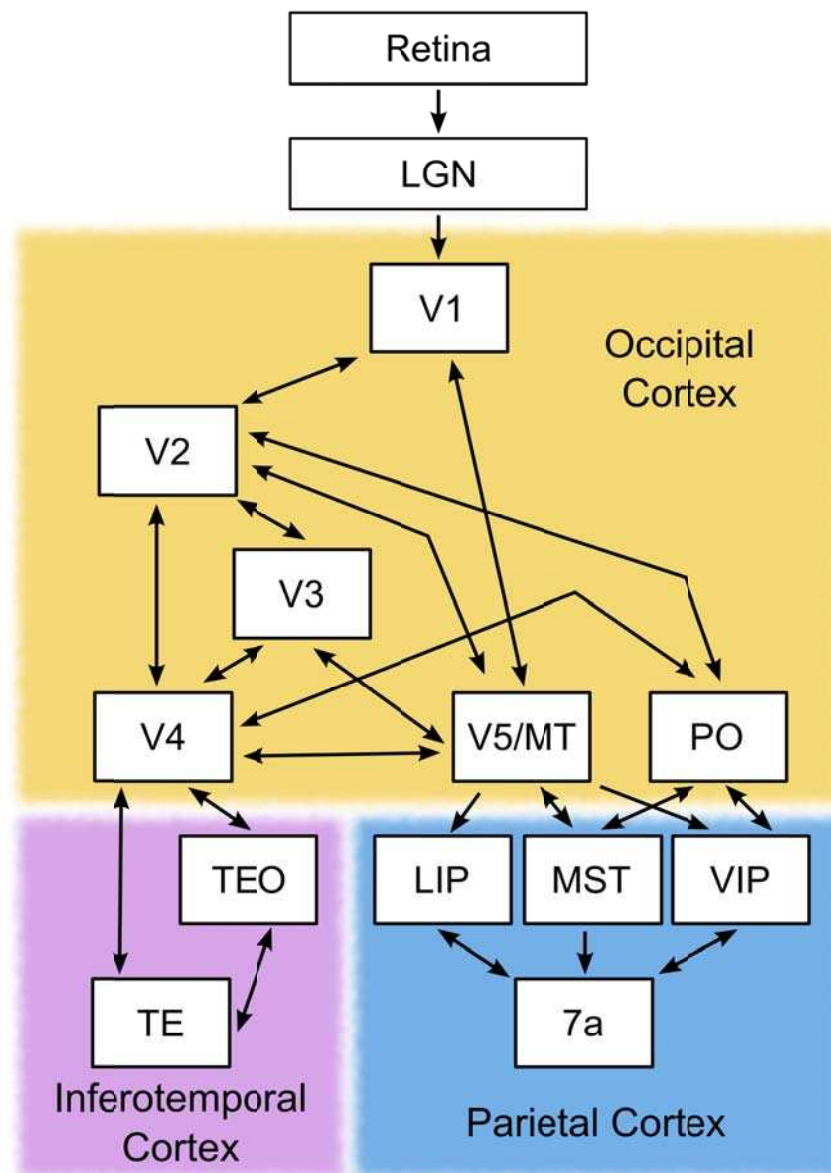 Retina
LGN
V1
Occipital
Cortex
V2
V3
V4
V5/MT
PO
TEO
LIP
MST
VIP
TE
7a
Inferotemporal
Cortex
Parietal Cortex